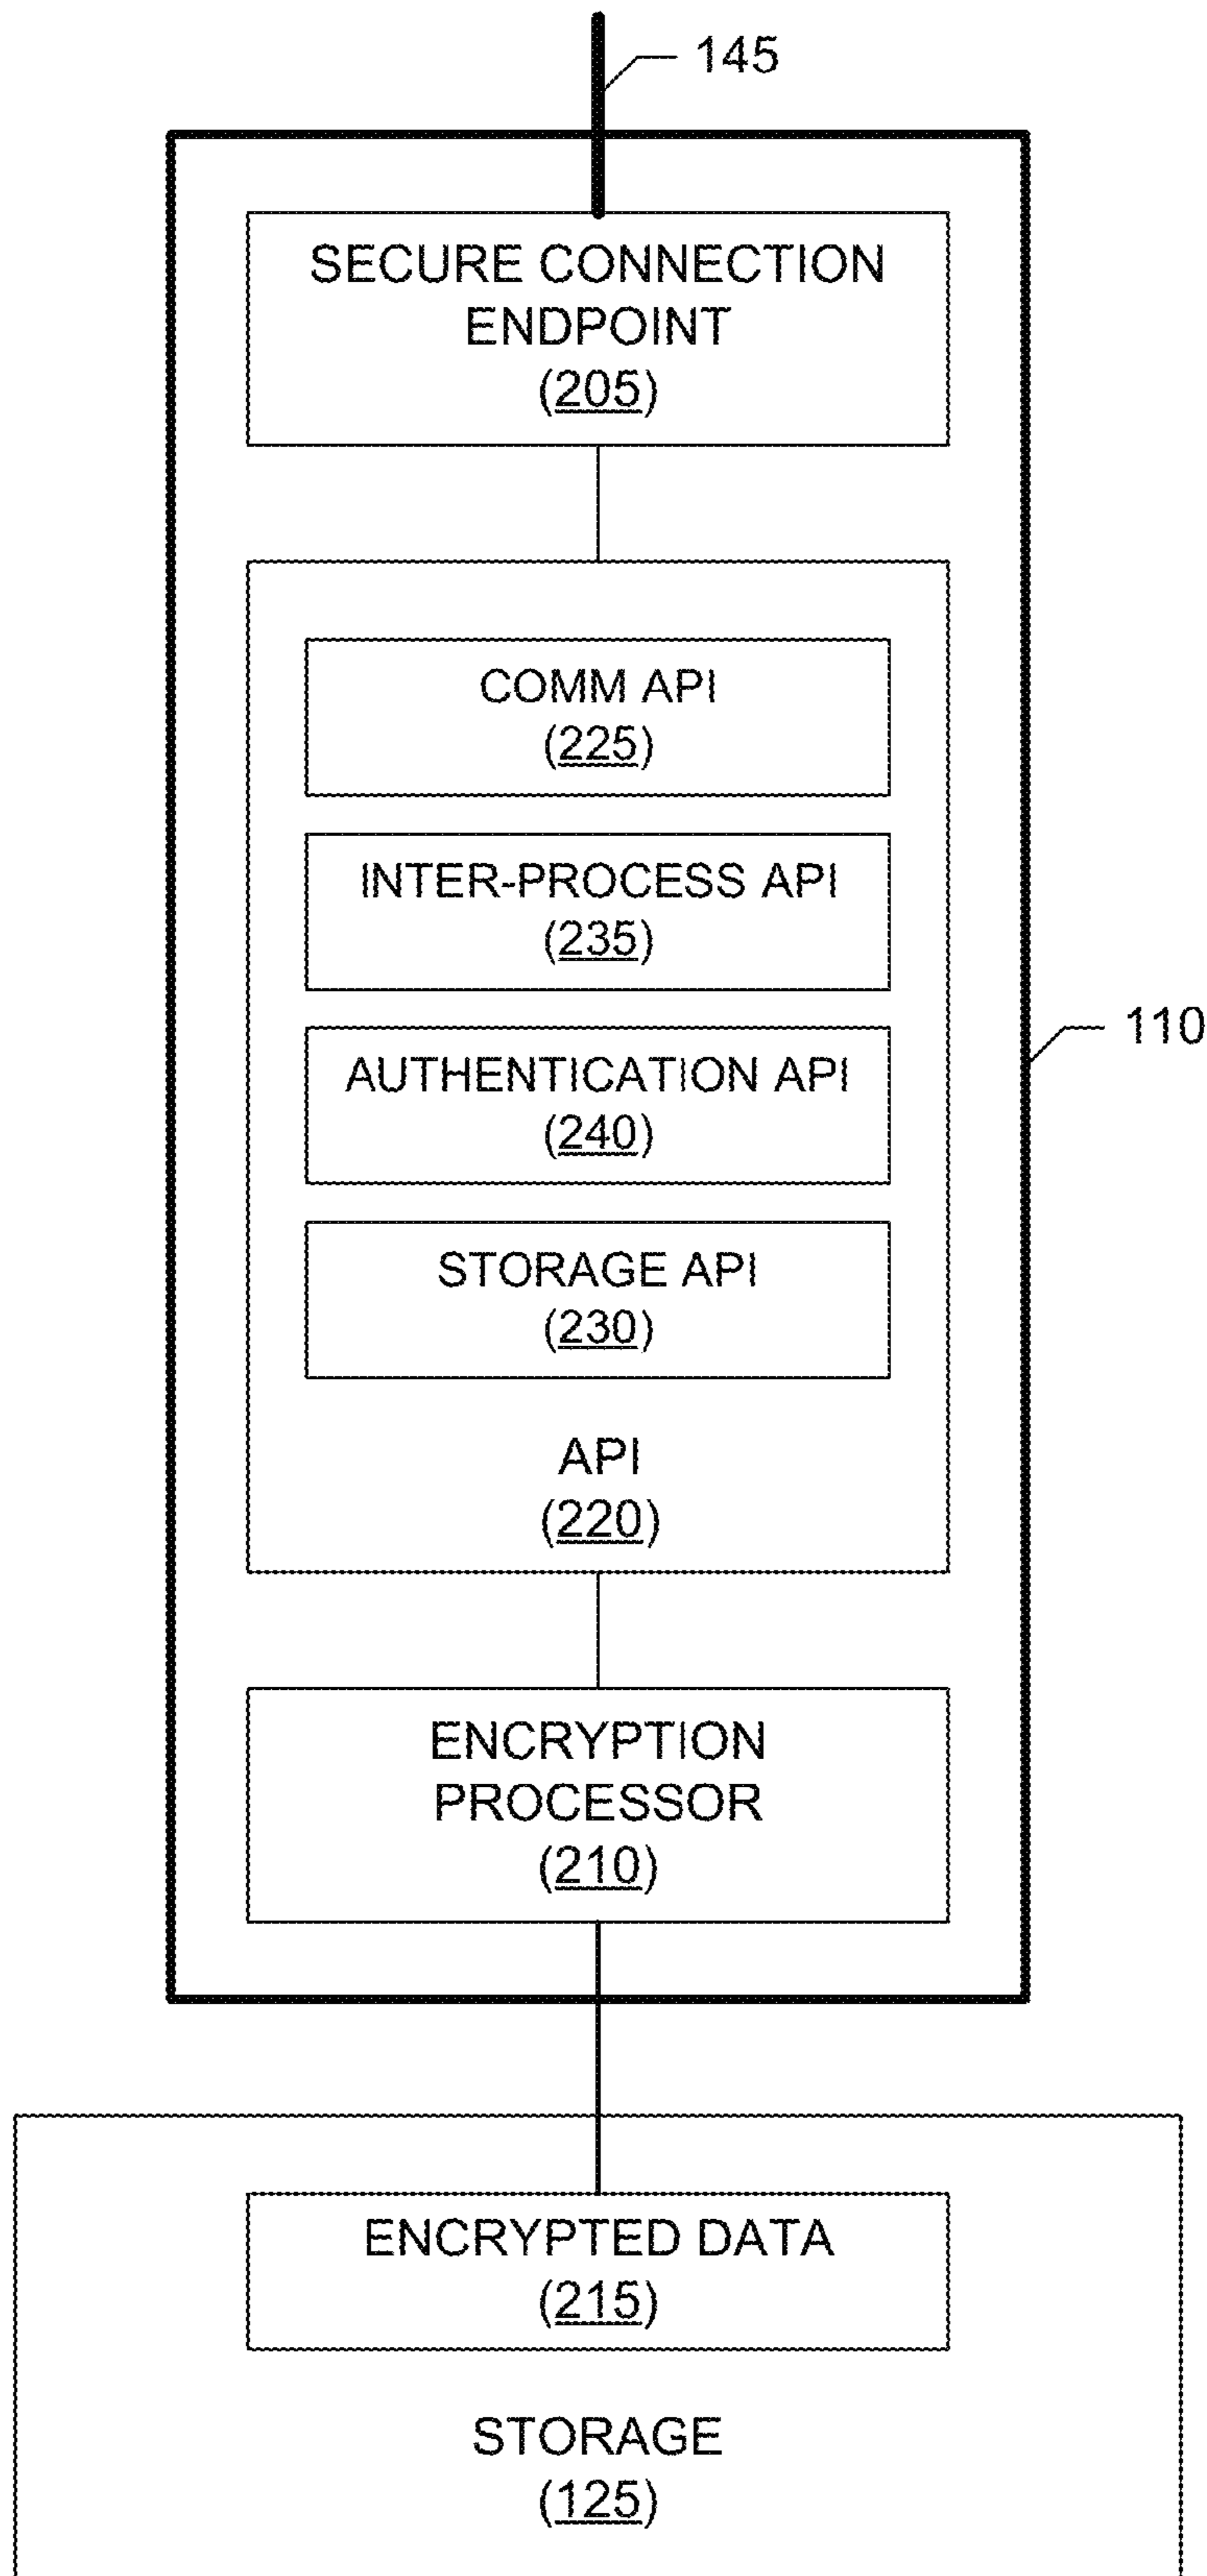 145
SECURE CONNECTION
ENDPOINT
(205)
COMM API
(225)
INTER-PROCESS API
(235)
110
AUTHENTICATION API
(240)
STORAGE API
(230)
API
(220)
ENCRYPTION
PROCESSOR
(210)
ENCRYPTED DATA
(215)
STORAGE
(125)